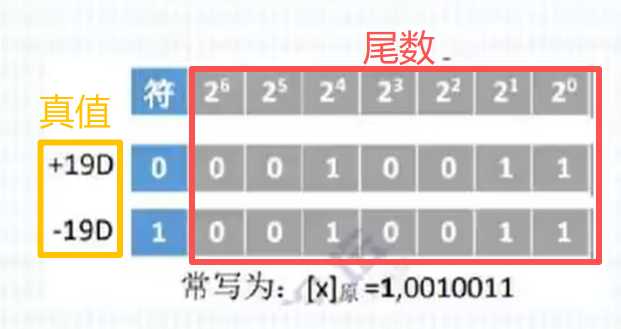 尾数
符 2⁶ 2⁵ 2⁴ 2³ 2² 2¹ 2⁰
真值
+19D 0 0 0 1 0 0 1 1
-19D 1 0 0 1 0 0 1 1
常写为：[x]原=1,0010011